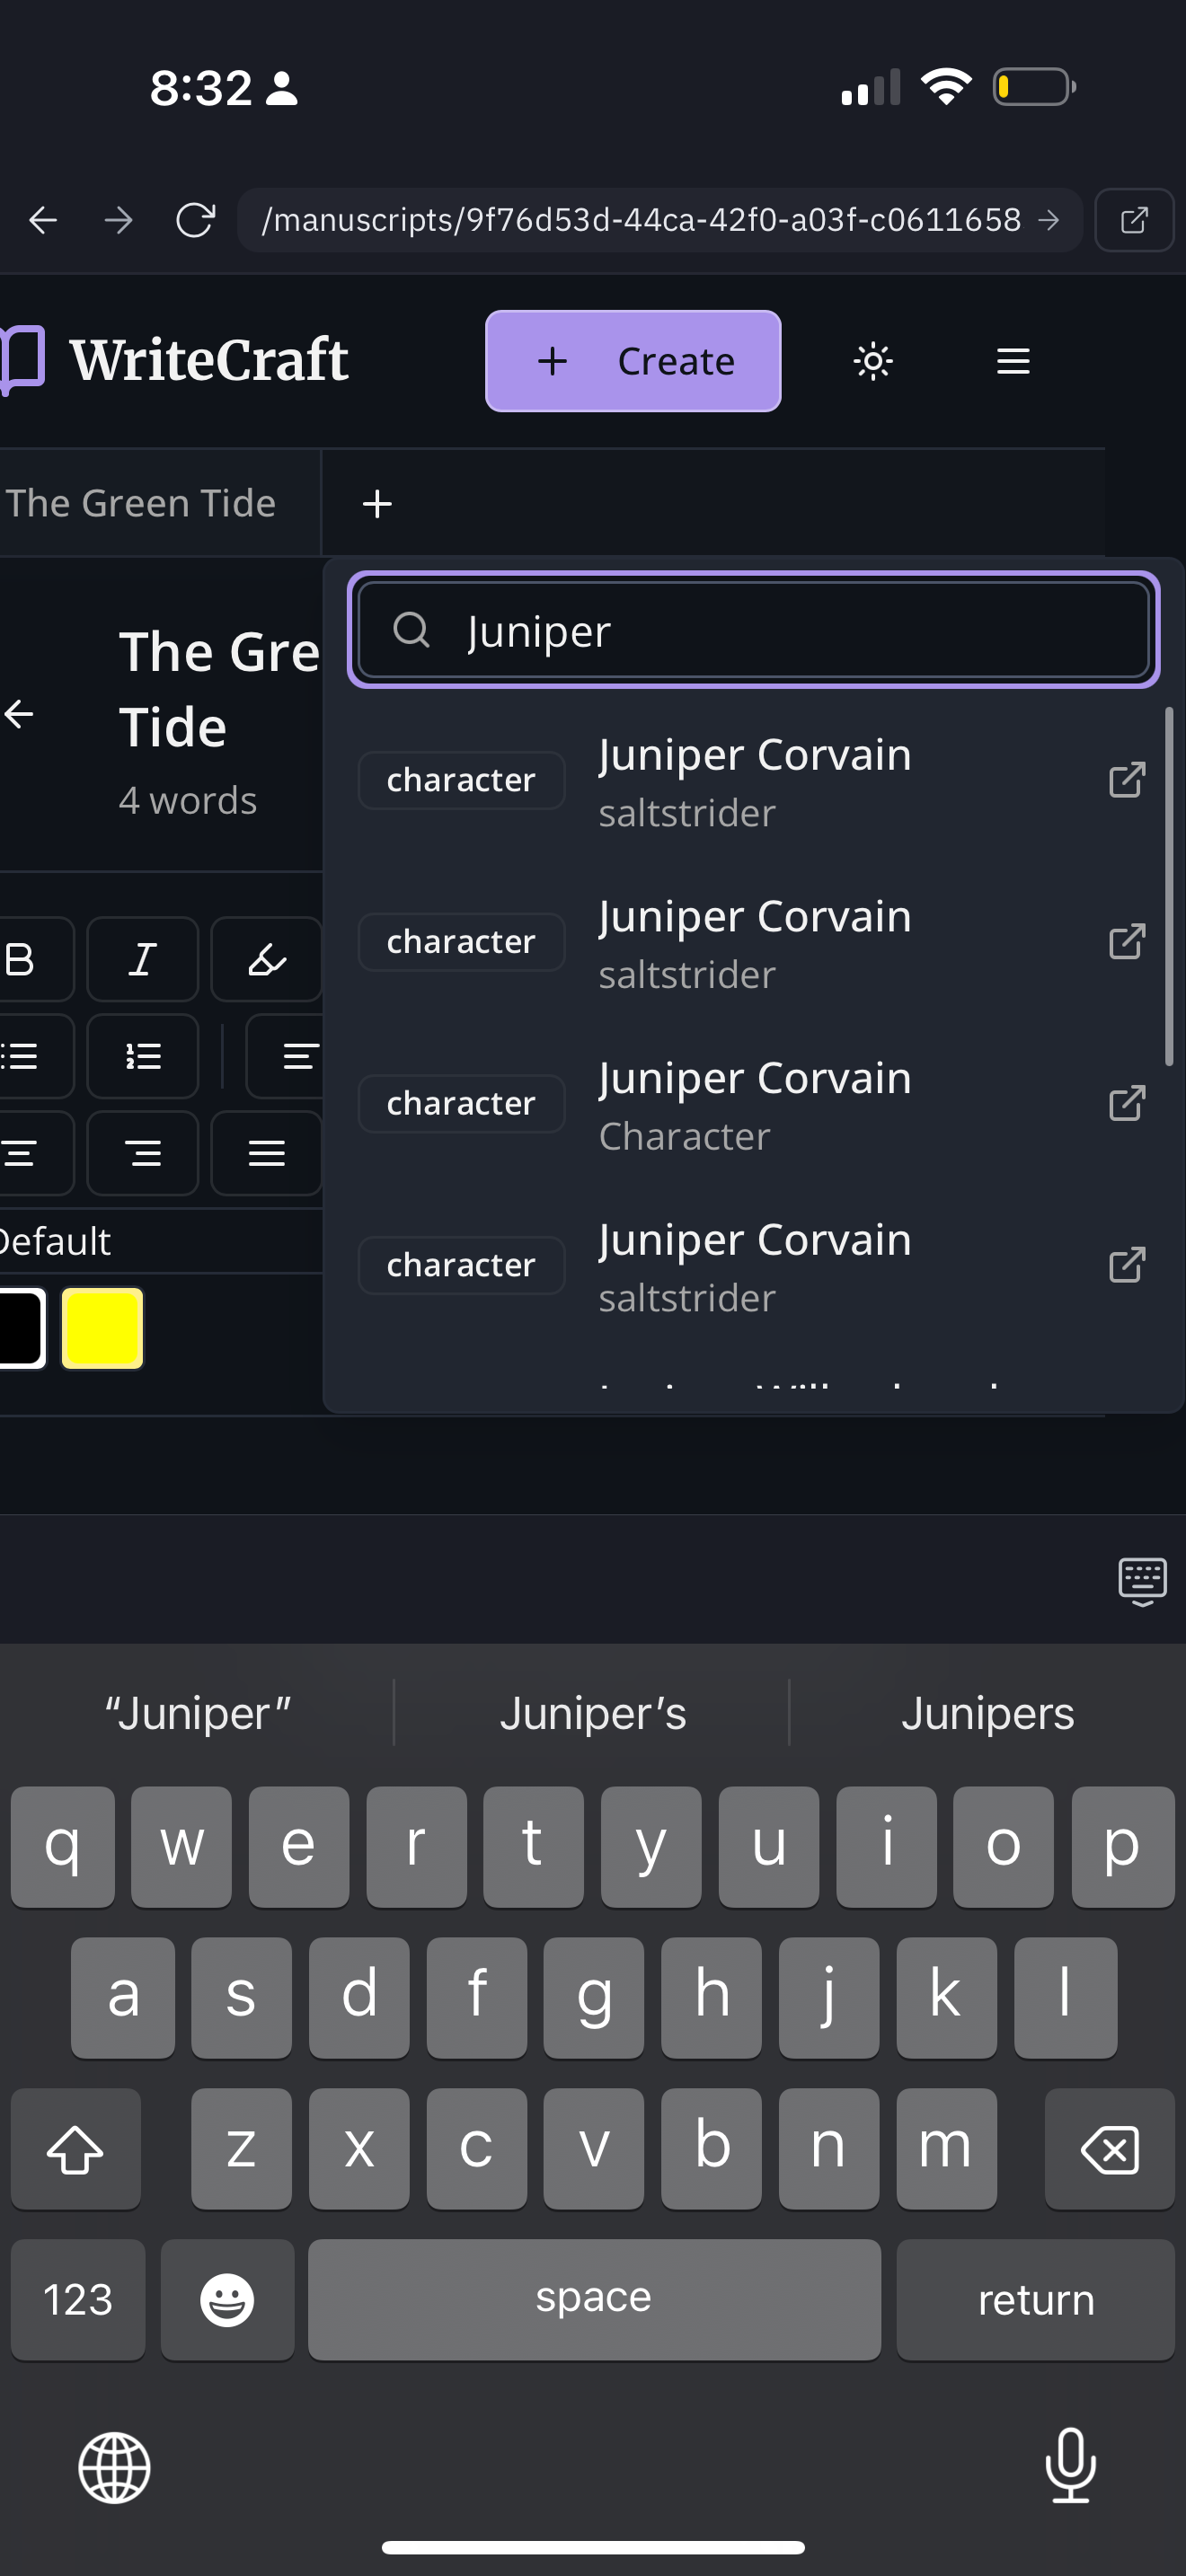 8:32
/manuscripts/9f76d53d-44ca-42f0-a03f-c0611658
WriteCraft
Create
The Green Tide
Juniper
The Gre
Tide
4 words
character
Juniper Corvain
saltstrider
character
Juniper Corvain
saltstrider
character
Juniper Corvain
Character
character
Juniper Corvain
saltstrider
B I
Default
“Juniper” Juniper’s Junipers
q w e r t y u i o p
a s d f g h j k l
z x c v b n m
123 space return